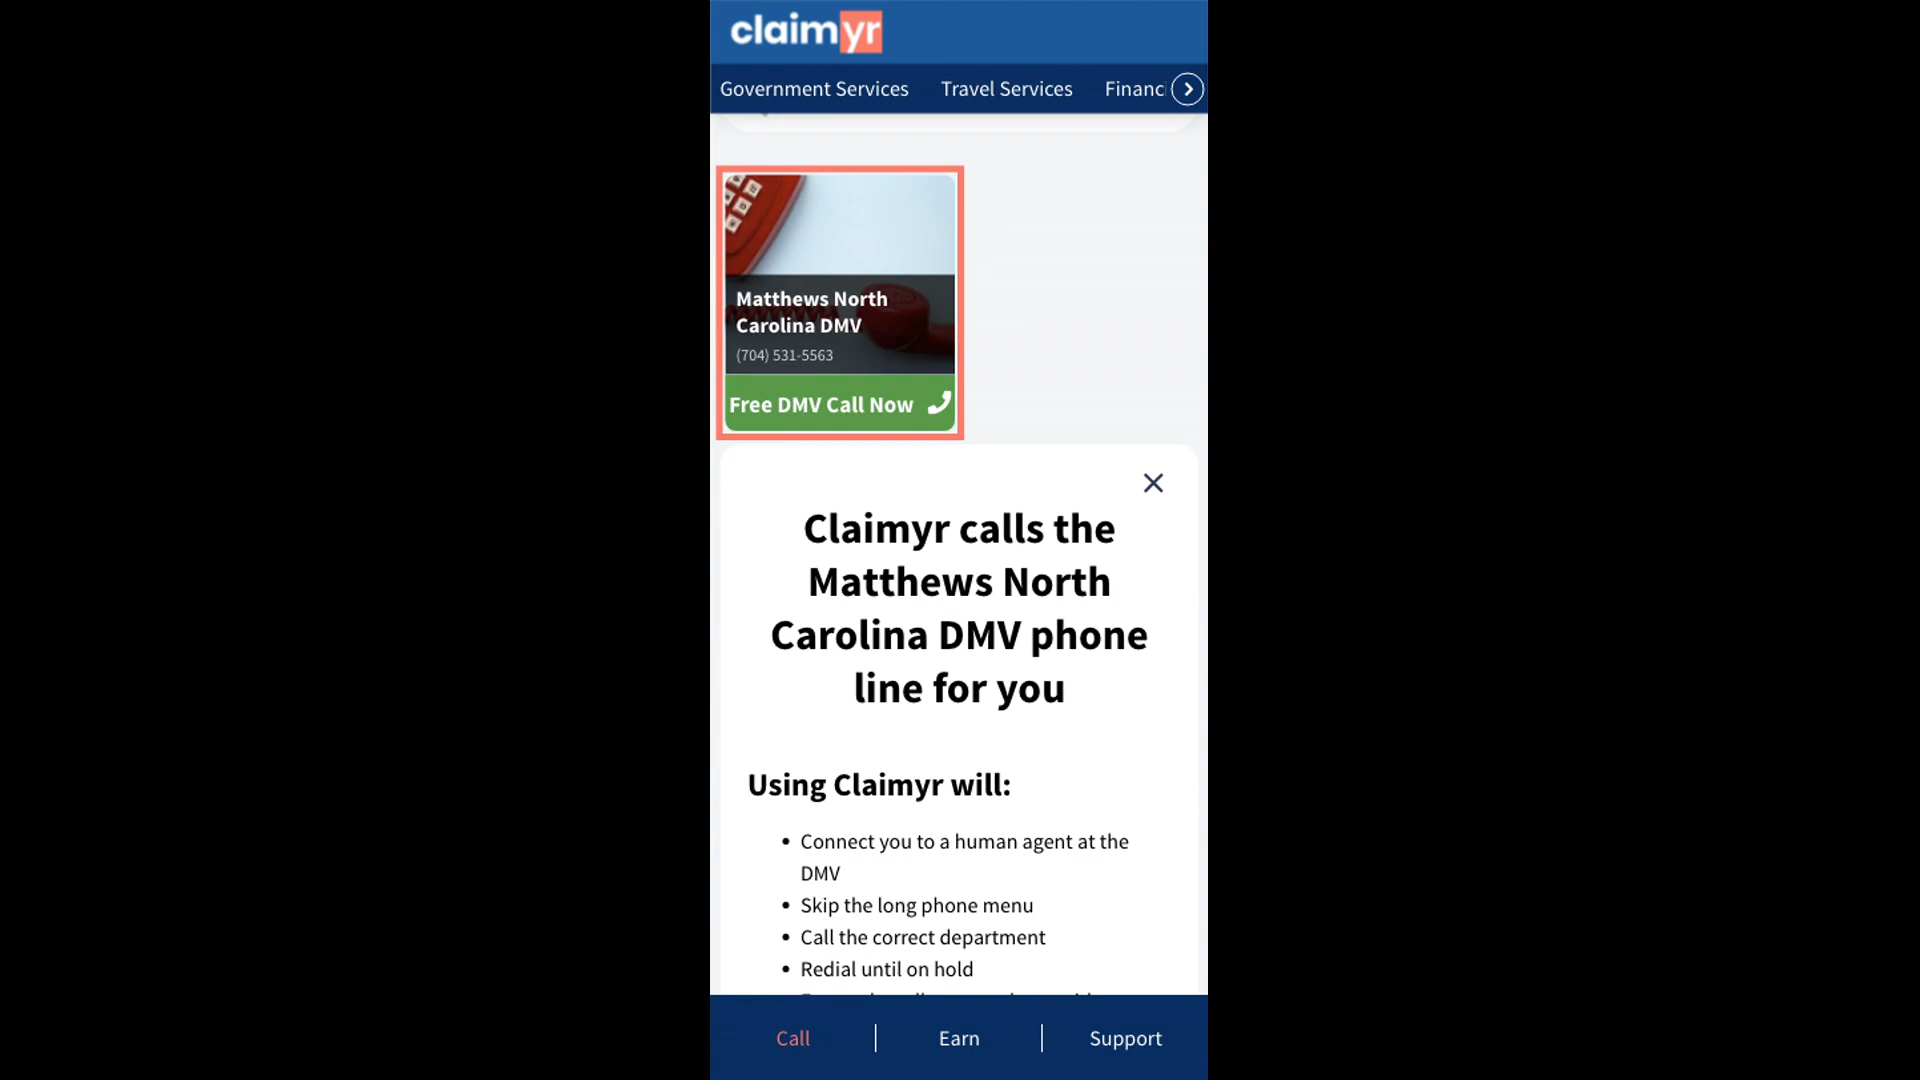 claimyr
Government Services Travel Services Financ
Matthews North
Carolina DMV
(704) 531-5563
Free DMV Call Now
Claimyr calls the
Matthews North
Carolina DMV phone
line for you
Using Claimyr will:
• Connect you to a human agent at the
DMV
• Skip the long phone menu
• Call the correct department
• Redial until on hold
Call | Earn | Support